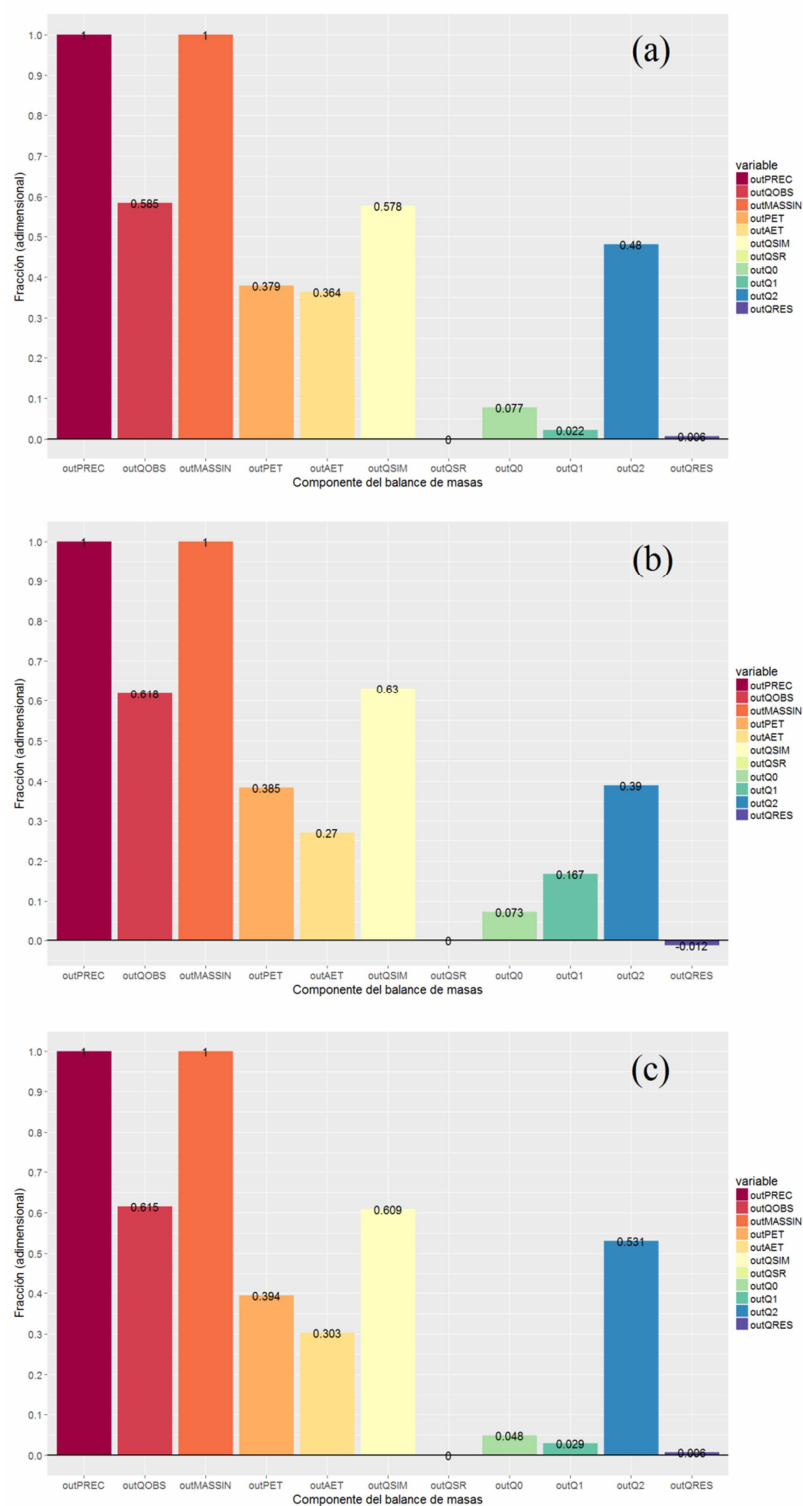 (a)
1.0
0.9
0.8
0.7
0.6
0.5
0.4
0.3
0.2
0.1
0.0
Fracción (adimensional)
1
0.585
1
0.379
0.364
0.578
0
0.077
0.022
0.48
0.006
outPREC outQOBS outMASSIN outPET outAET outQSIM outQSR outQ0 outQ1 outQ2 outQRES
Componente del balance de masas
variable
outPREC
outQOBS
outMASSIN
outPET
outAET
outQSIM
outQSR
outQ0
outQ1
outQ2
outQRES
(b)
1.0
0.9
0.8
0.7
0.6
0.5
0.4
0.3
0.2
0.1
0.0
Fracción (adimensional)
1
0.618
1
0.385
0.27
0.63
0
0.073
0.167
0.39
-0.012
outPREC outQOBS outMASSIN outPET outAET outQSIM outQSR outQ0 outQ1 outQ2 outQRES
Componente del balance de masas
variable
outPREC
outQOBS
outMASSIN
outPET
outAET
outQSIM
outQSR
outQ0
outQ1
outQ2
outQRES
(c)
1.0
0.9
0.8
0.7
0.6
0.5
0.4
0.3
0.2
0.1
0.0
Fracción (adimensional)
1
0.615
1
0.394
0.303
0.609
0
0.048
0.029
0.531
0.006
outPREC outQOBS outMASSIN outPET outAET outQSIM outQSR outQ0 outQ1 outQ2 outQRES
Componente del balance de masas
variable
outPREC
outQOBS
outMASSIN
outPET
outAET
outQSIM
outQSR
outQ0
outQ1
outQ2
outQRES